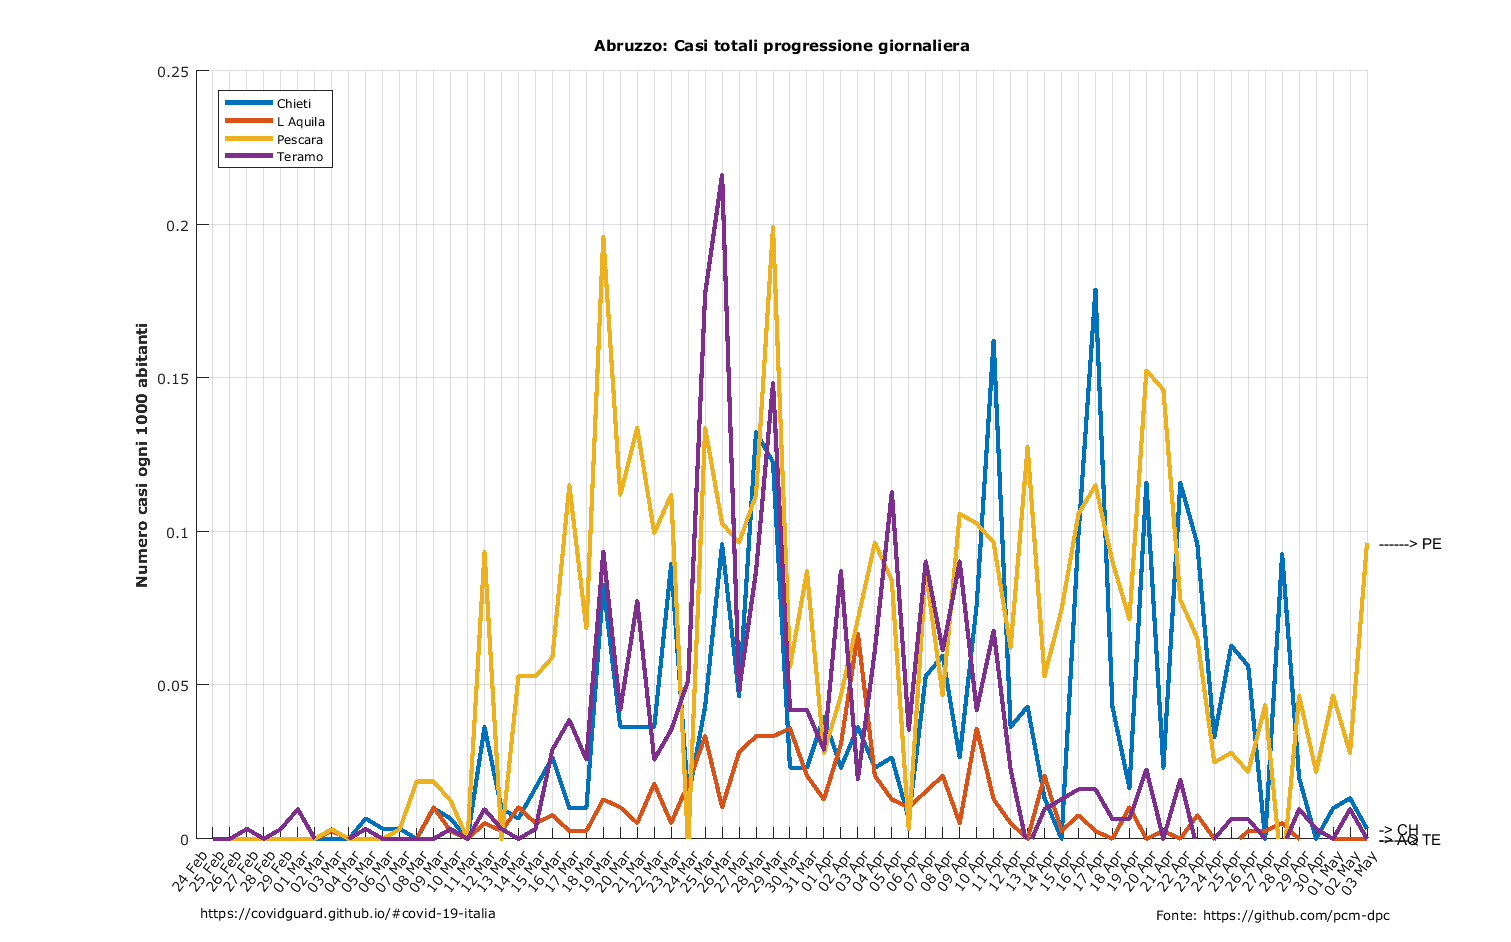 Abruzzo: Casi totali progressione giornaliera
Numero casi ogni 1000 abitanti
0.25
0.2
0.15
0.1
0.05
0
Chieti
L Aquila
Pescara
Teramo
------> PE
-> CH
-> AQ TE
24 Feb
25 Feb
26 Feb
27 Feb
28 Feb
29 Feb
01 Mar
02 Mar
03 Mar
04 Mar
05 Mar
06 Mar
07 Mar
08 Mar
09 Mar
10 Mar
11 Mar
12 Mar
13 Mar
14 Mar
15 Mar
16 Mar
17 Mar
18 Mar
19 Mar
20 Mar
21 Mar
22 Mar
23 Mar
24 Mar
25 Mar
26 Mar
27 Mar
28 Mar
29 Mar
30 Mar
31 Mar
01 Apr
02 Apr
03 Apr
04 Apr
05 Apr
06 Apr
07 Apr
08 Apr
09 Apr
10 Apr
11 Apr
12 Apr
13 Apr
14 Apr
15 Apr
16 Apr
17 Apr
18 Apr
19 Apr
20 Apr
21 Apr
22 Apr
23 Apr
24 Apr
25 Apr
26 Apr
27 Apr
28 Apr
29 Apr
30 Apr
01 May
02 May
03 May
https://covidguard.github.io/#covid-19-italia
Fonte: https://github.com/pcm-dpc